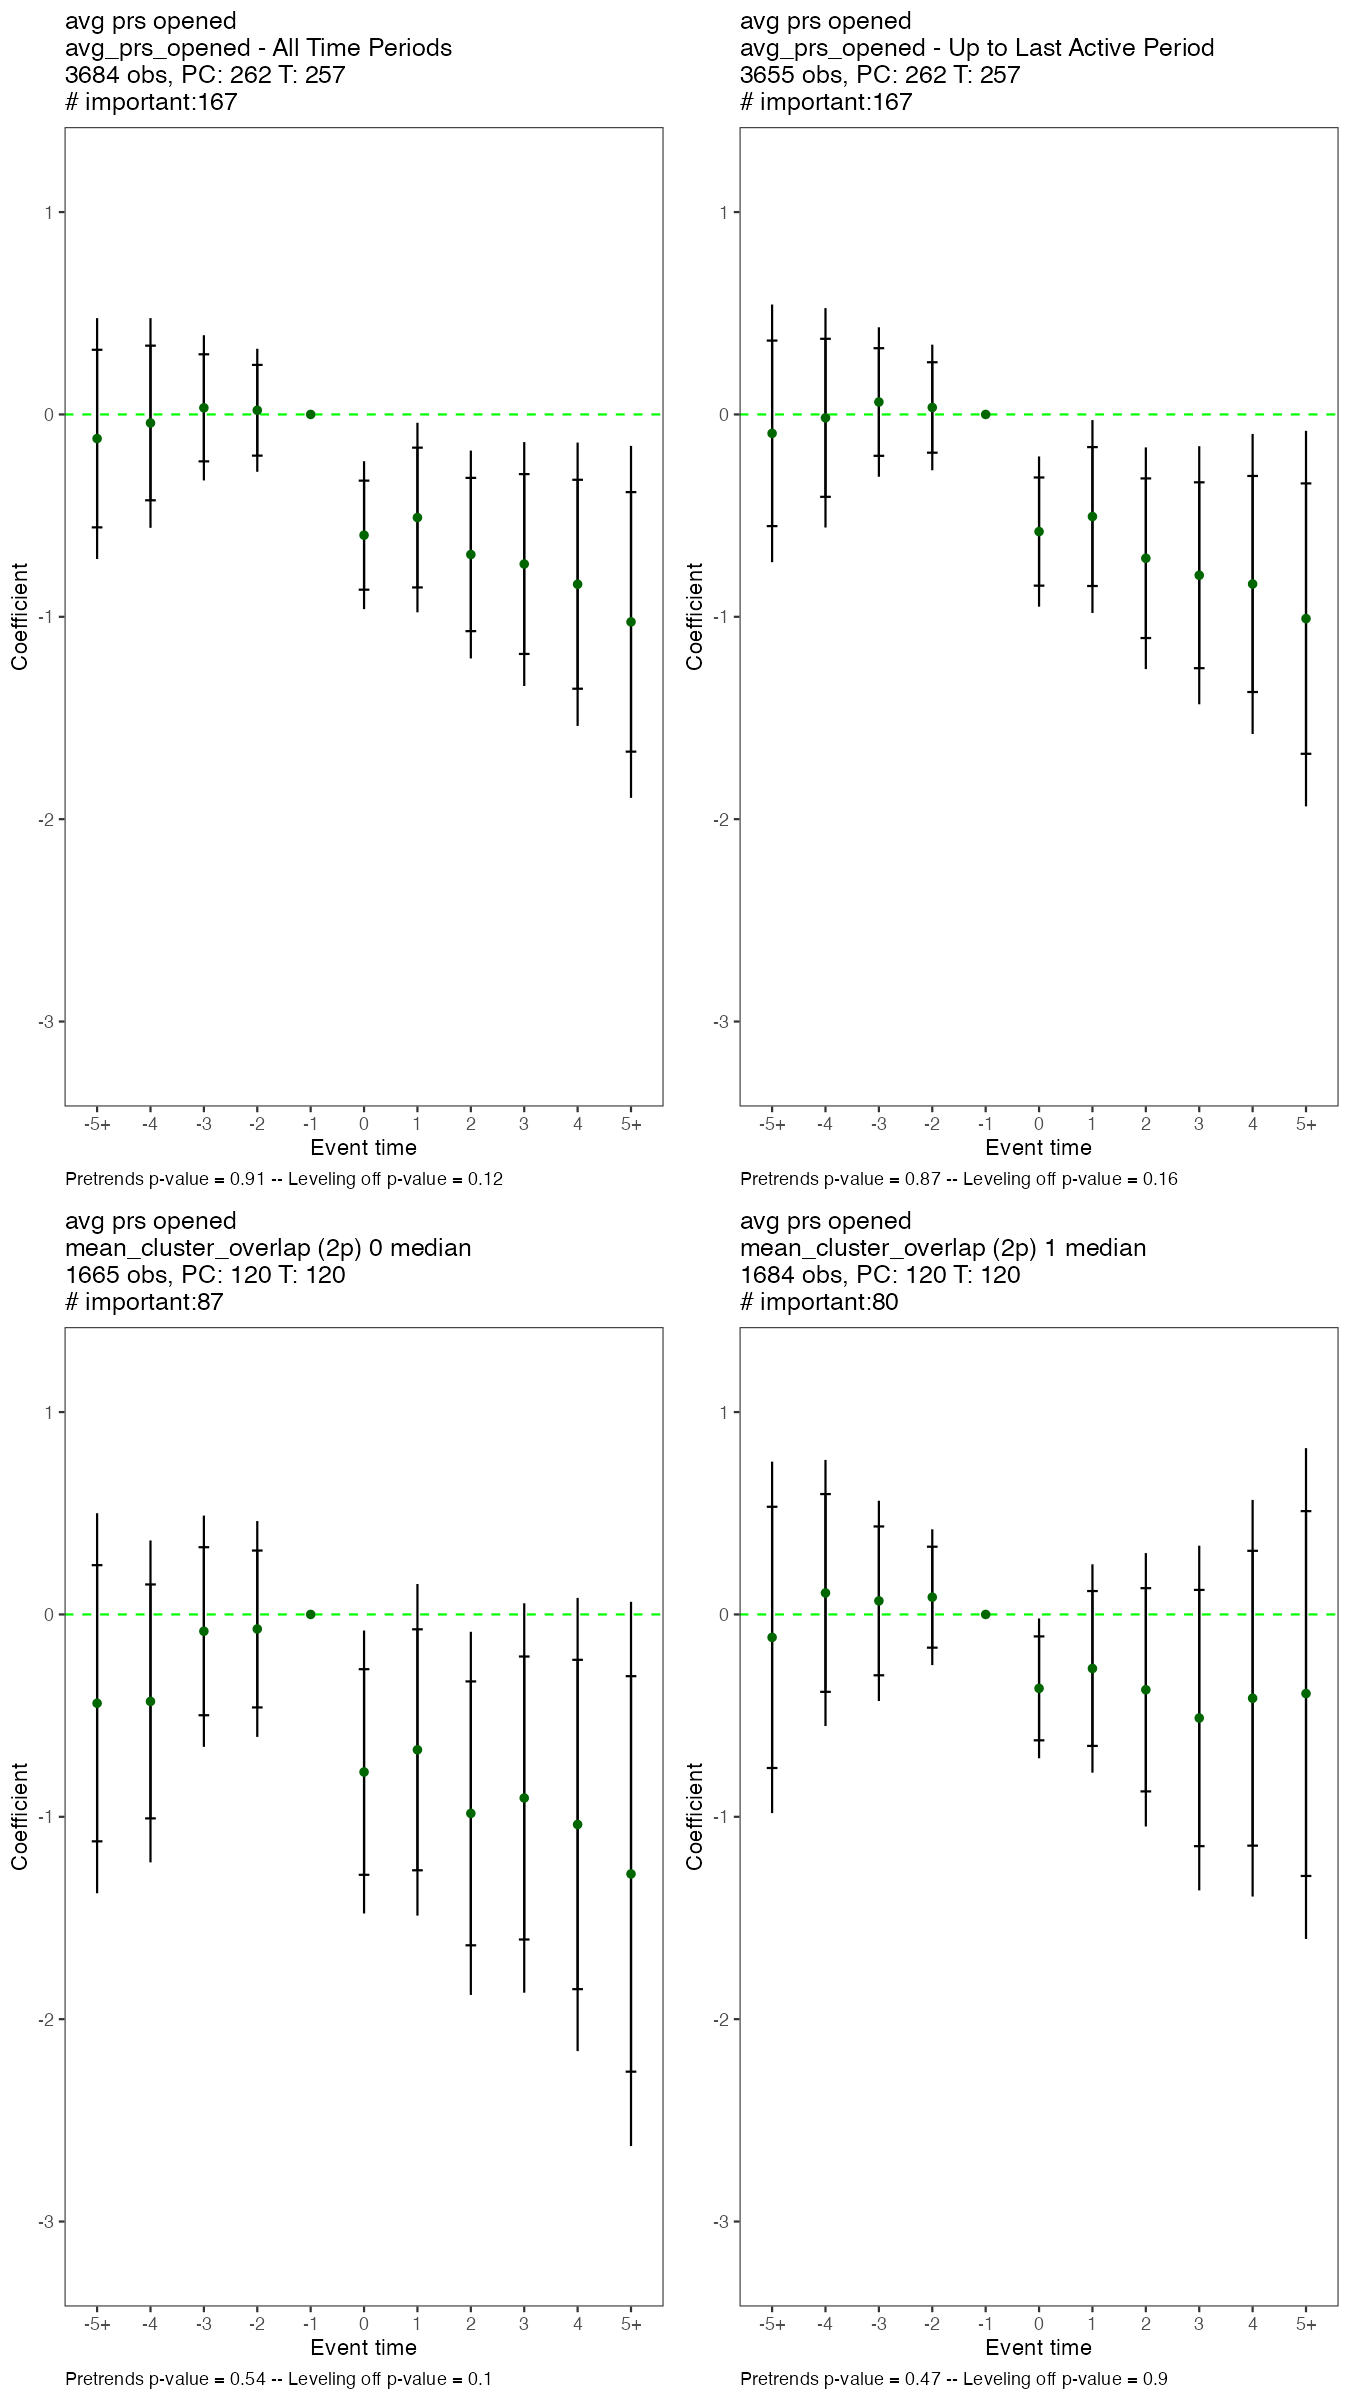 avg prs opened
avg_prs_opened - All Time Periods
3684 obs, PC: 262 T: 257
# important:167
1
0
-1
-2
-3
Coefficient
-5+ -4 -3 -2 -1 0 1 2 3 4 5+
Event time
Pretrends p-value = 0.91 -- Leveling off p-value = 0.12
avg prs opened
avg_prs_opened - Up to Last Active Period
3655 obs, PC: 262 T: 257
# important:167
1
0
-1
-2
-3
Coefficient
-5+ -4 -3 -2 -1 0 1 2 3 4 5+
Event time
Pretrends p-value = 0.87 -- Leveling off p-value = 0.16
avg prs opened
mean_cluster_overlap (2p) 0 median
1665 obs, PC: 120 T: 120
# important:87
1
0
-1
-2
-3
Coefficient
-5+ -4 -3 -2 -1 0 1 2 3 4 5+
Event time
Pretrends p-value = 0.54 -- Leveling off p-value = 0.1
avg prs opened
mean_cluster_overlap (2p) 1 median
1684 obs, PC: 120 T: 120
# important:80
1
0
-1
-2
-3
Coefficient
-5+ -4 -3 -2 -1 0 1 2 3 4 5+
Event time
Pretrends p-value = 0.47 -- Leveling off p-value = 0.9